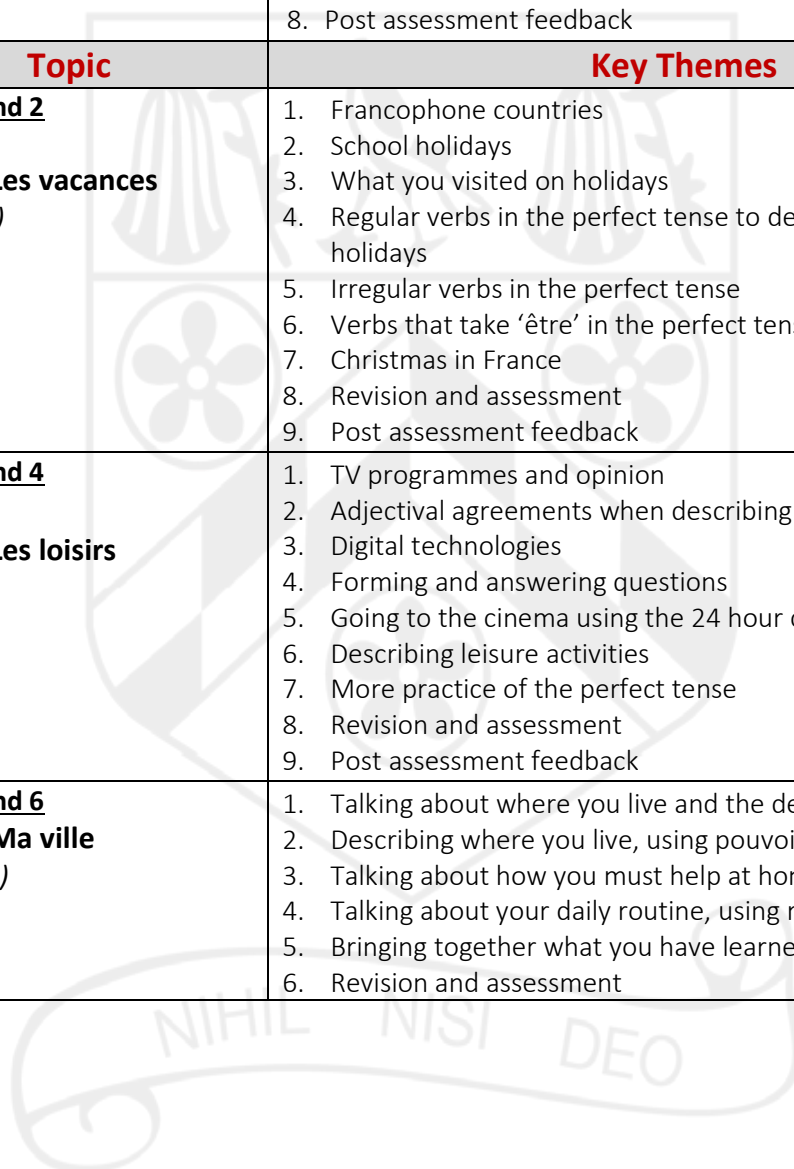 8. Post assessment feedback
Topic
Key Themes
nd 2
Les vacances
)
1. Francophone countries
2. School holidays
3. What you visited on holidays
4. Regular verbs in the perfect tense to de
holidays
5. Irregular verbs in the perfect tense
6. Verbs that take ‘être’ in the perfect ten
7. Christmas in France
8. Revision and assessment
9. Post assessment feedback
nd 4
Les loisirs
1. TV programmes and opinion
2. Adjectival agreements when describing
3. Digital technologies
4. Forming and answering questions
5. Going to the cinema using the 24 hour
6. Describing leisure activities
7. More practice of the perfect tense
8. Revision and assessment
9. Post assessment feedback
nd 6
Ma ville
)
1. Talking about where you live and the de
2. Describing where you live, using pouvoi
3. Talking about how you must help at ho
4. Talking about your daily routine, using
5. Bringing together what you have learne
6. Revision and assessment
NIHIL NISI DEO